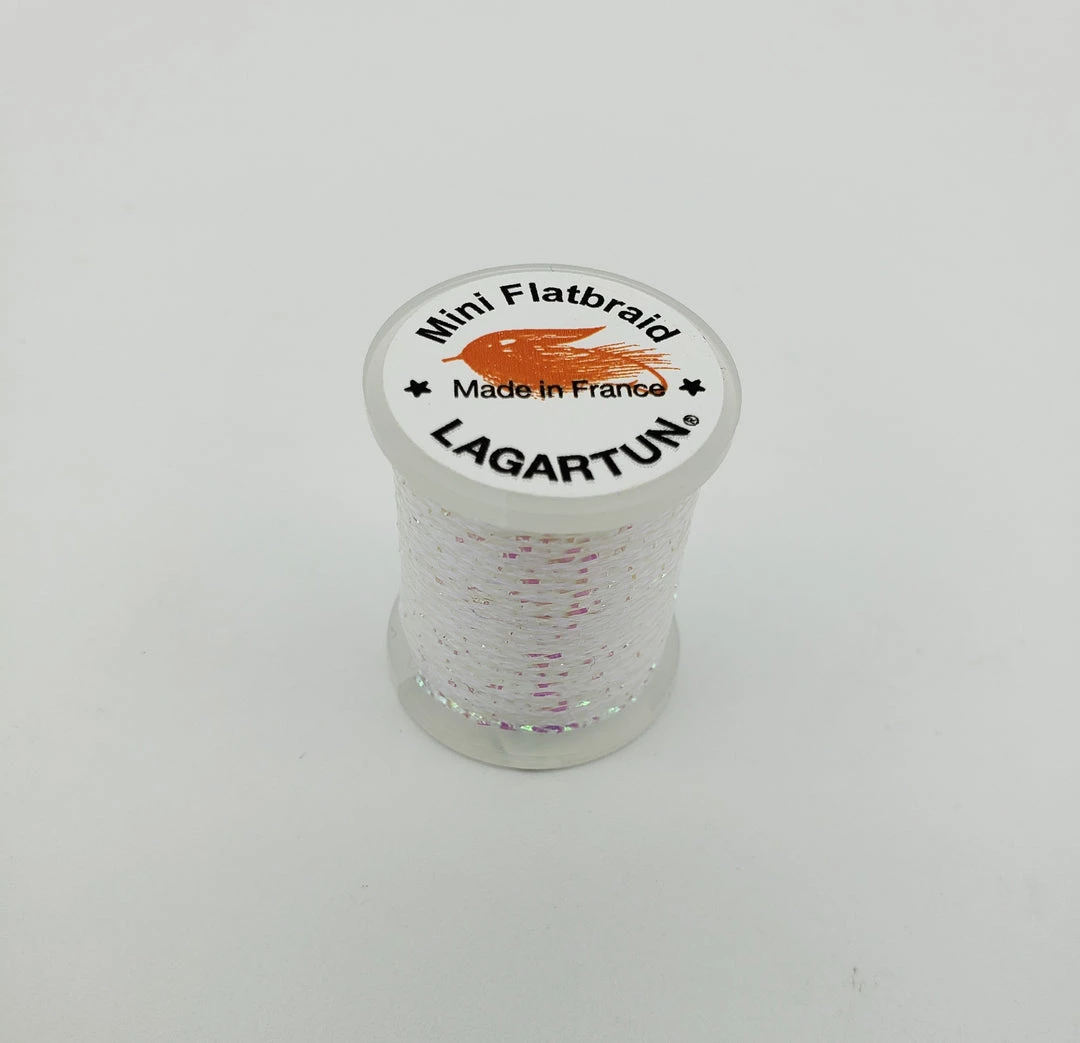 Mini Flatbraid
★ Made in France ★
LAGARTUN®